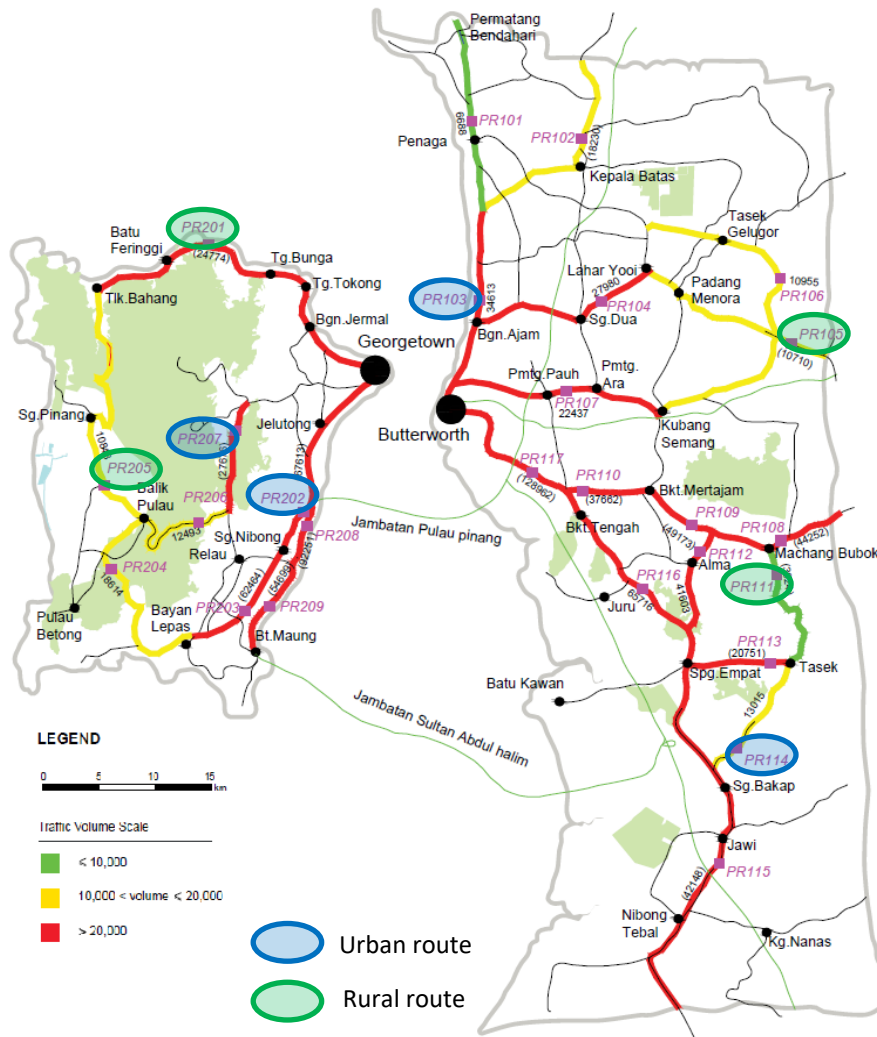 Permatang
Bendahari
6688
PR101
PR102
(18230)
Penaga
Kepala Batas
PR201
(24774)
Batu
Feringgi
Tg.Bunga
Tlk.Bahang
Tg.Tokong
Bgn.Jermal
Georgetown
Tasek
Gelugor
Lahar Yooi
Padang
Menora
10955
PR106
PR103
34613
27980
PR104
Bgn.Ajam
Sg.Dua
PR105
(10710)
Pmtg.Pauh
Pmtg.
Ara
PR107
22437
Butterworth
Kubang
Semang
Sg.Pinang
Jelutong
PR207
PR205
Balik
Pulau
PR206
12493
PR202
PR208
(92251)
Jambatan Pulau pinang
PR117
(128962)
PR110
(37662)
Bkt.Mertajam
PR109
(49173)
PR108
(44252)
Bkt.Tengah
PR112
Alma
Machang Bubok
Sg.Nibong
Relau
PR204
18614
(62464)
(54699)
PR203
PR209
Pulau
Betong
Bayan
Lepas
Bt.Maung
PR116
65716
41603
Juru
PR111
PR113
(20751)
Spg.Empat
Tasek
Batu Kawan
Jambatan Sultan Abdul halim
13015
PR114
Sg.Bakap
Jawi
PR115
(42148)
Nibong
Tebal
Kg.Nanas
LEGEND
0 5 10 15
km
Traffic Volume Scale
≤ 10,000
10,000 < volume ≤ 20,000
> 20,000
Urban route
Rural route